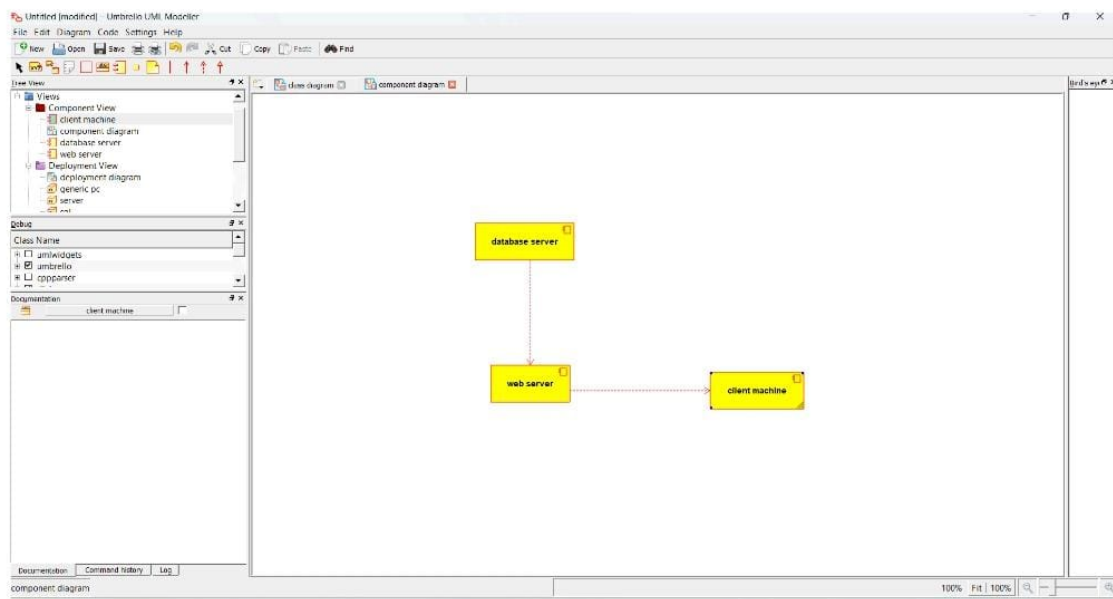 Untitled [modified] - Umbrello UML Modeller
File Edit Diagram Code Settings Help
New Open Save Cut Copy Paste Find
Tree View
class diagram component diagram
Views
Component View
client machine
component diagram
database server
web server
Deployment View
deployment diagram
generic pc
server
Debug
Class Name
umlwidgets
umbrello
cppparser
Documentation
client machine
database server
web server
client machine
Documentation Command history Log
component diagram
100% Fit 100%